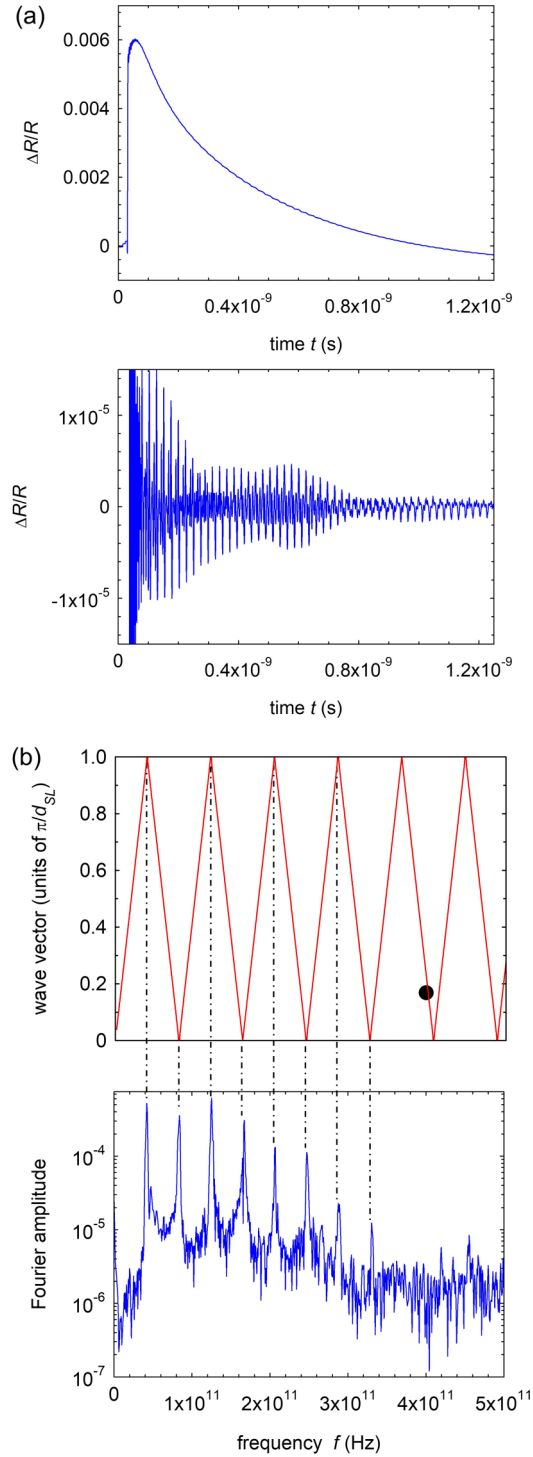 (a)
0.006
0.004
0.002
0
ΔR/R
0
0.4x10⁻⁹
0.8x10⁻⁹
1.2x10⁻⁹
time t (s)
1x10⁻⁵
0
-1x10⁻⁵
ΔR/R
0
0.4x10⁻⁹
0.8x10⁻⁹
1.2x10⁻⁹
time t (s)
(b)
1.0
0.8
0.6
0.4
0.2
0
wave vector (units of π/d_SL)
10⁻⁴
10⁻⁵
10⁻⁶
10⁻⁷
Fourier amplitude
0
1x10¹¹
2x10¹¹
3x10¹¹
4x10¹¹
5x10¹¹
frequency f (Hz)